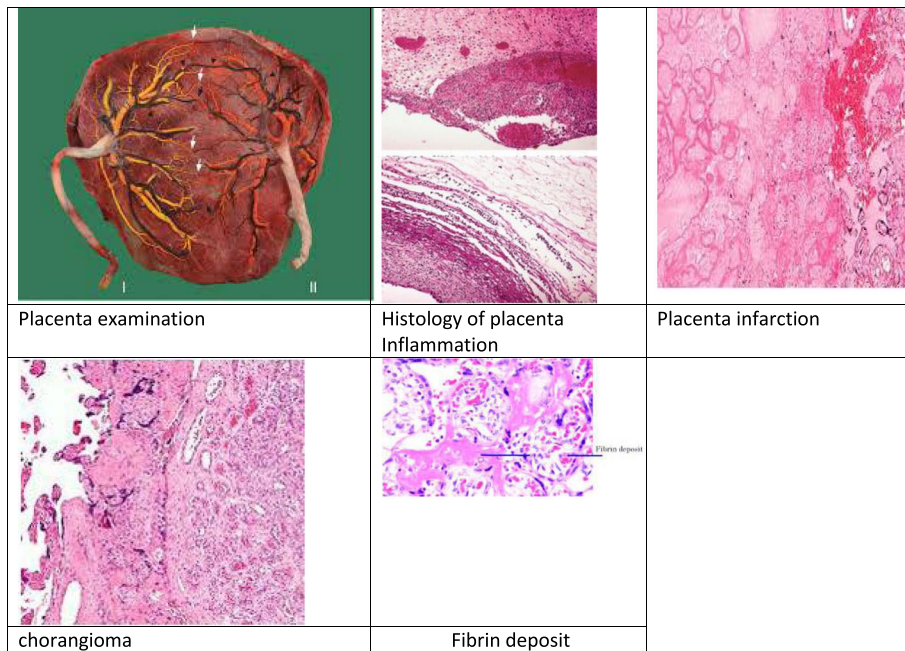 I
II
Placenta examination
Histology of placenta
Inflammation
Placenta infarction
Fibrin deposit
chorangioma
Fibrin deposit